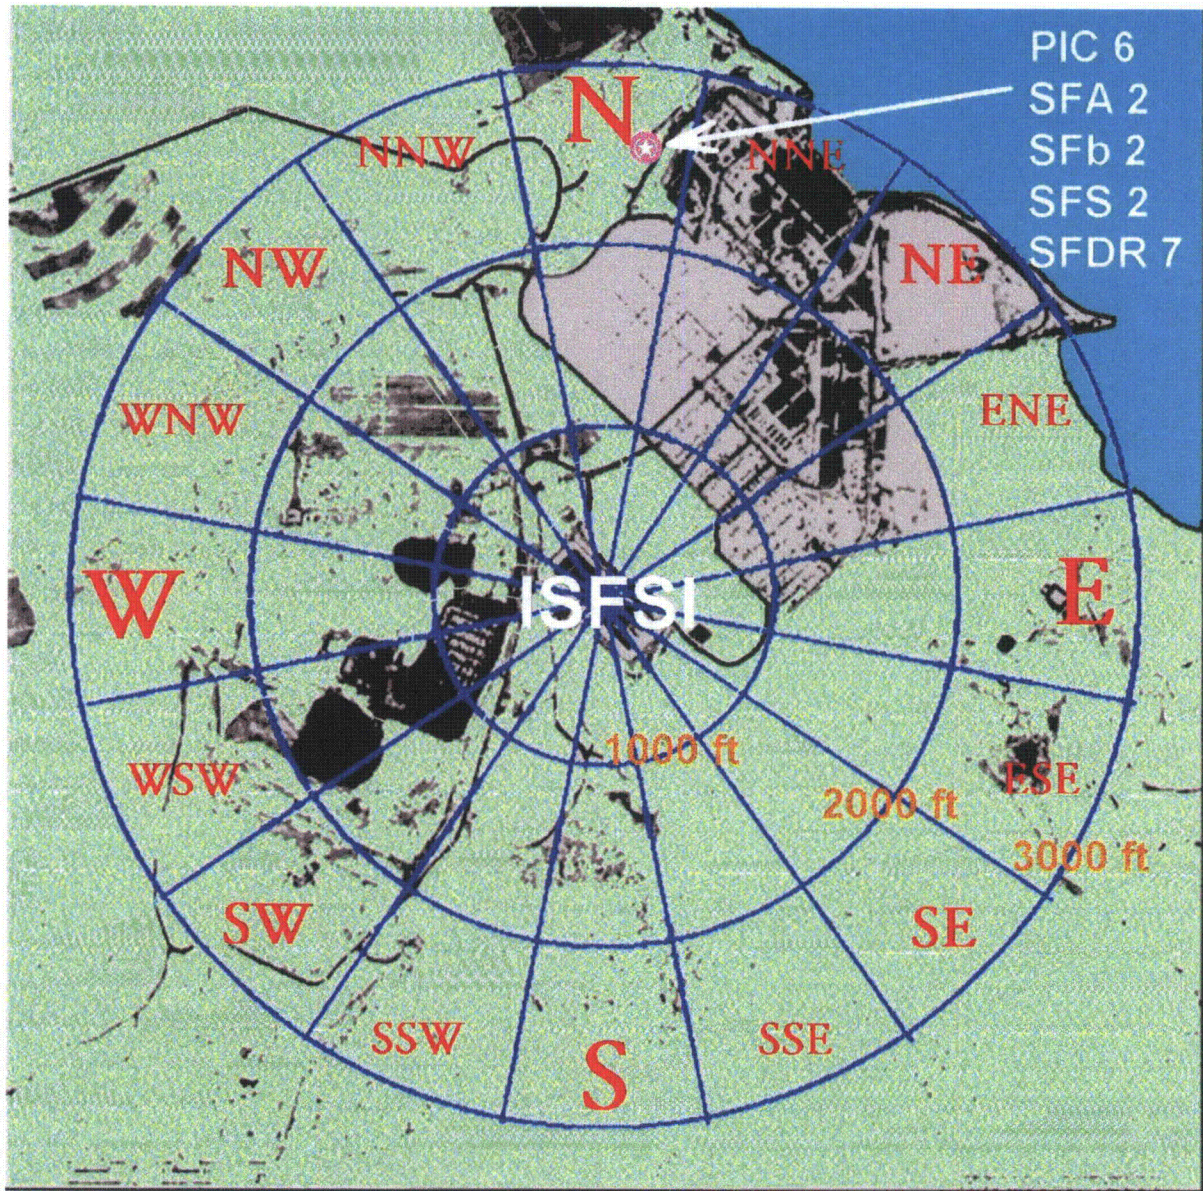 PIC 6
SFA 2
SFb 2
SFS 2
SFDR 7
N
NNW
NNE
NW
NE
WNW
ENE
W
ISFSI
E
1000 ft
WSW
ESE
2000 ft
3000 ft
SW
SE
SSW
SSE
S